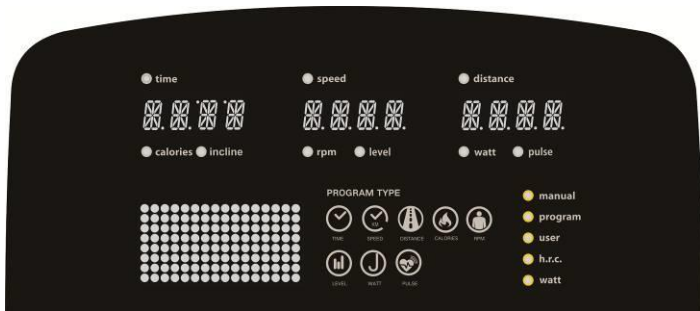 time speed distance
calories incline rpm level watt pulse
PROGRAM TYPE
manual
program
user
h.r.c.
watt
KM
TIME SPEED DISTANCE CALORIES RPM
LEVEL WATT PULSE